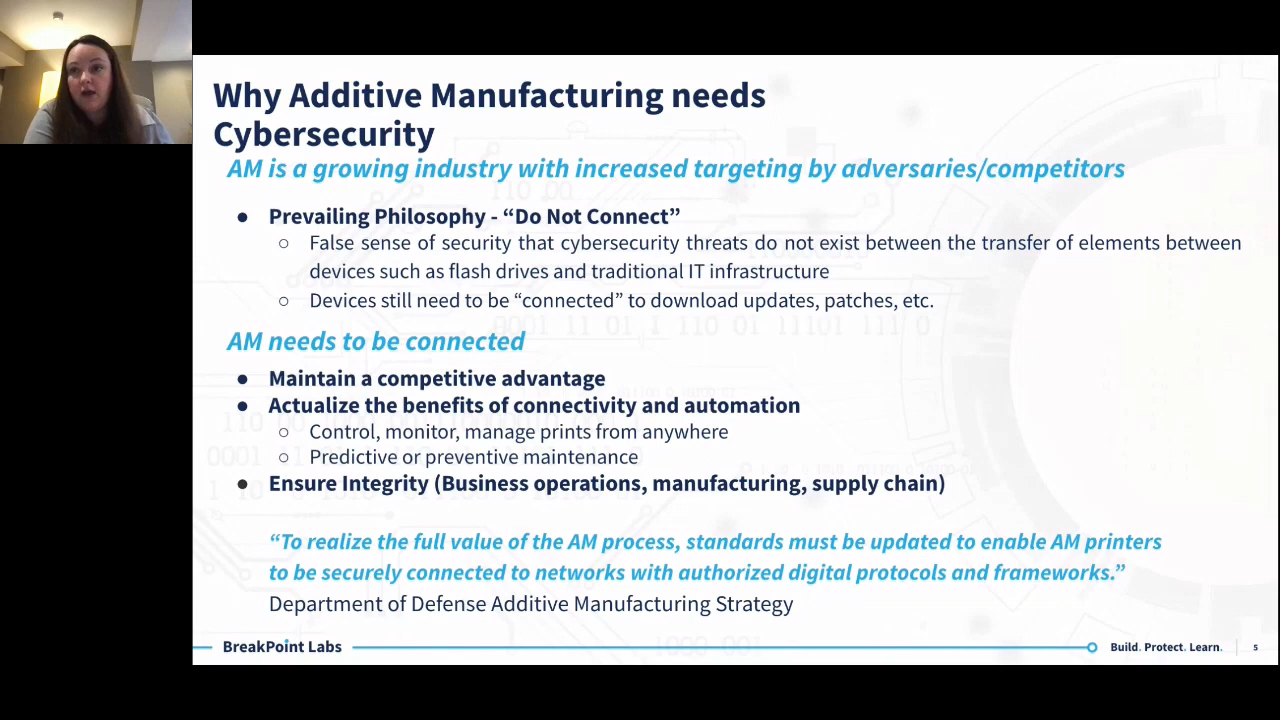 Why Additive Manufacturing needs
Cybersecurity
AM is a growing industry with increased targeting by adversaries/competitors
● Prevailing Philosophy - “Do Not Connect”
○ False sense of security that cybersecurity threats do not exist between the transfer of elements between
devices such as flash drives and traditional IT infrastructure
○ Devices still need to be “connected” to download updates, patches, etc.
AM needs to be connected
● Maintain a competitive advantage
● Actualize the benefits of connectivity and automation
○ Control, monitor, manage prints from anywhere
○ Predictive or preventive maintenance
● Ensure Integrity (Business operations, manufacturing, supply chain)
“To realize the full value of the AM process, standards must be updated to enable AM printers
to be securely connected to networks with authorized digital protocols and frameworks.”
Department of Defense Additive Manufacturing Strategy
BreakPoint Labs
Build. Protect. Learn.
5